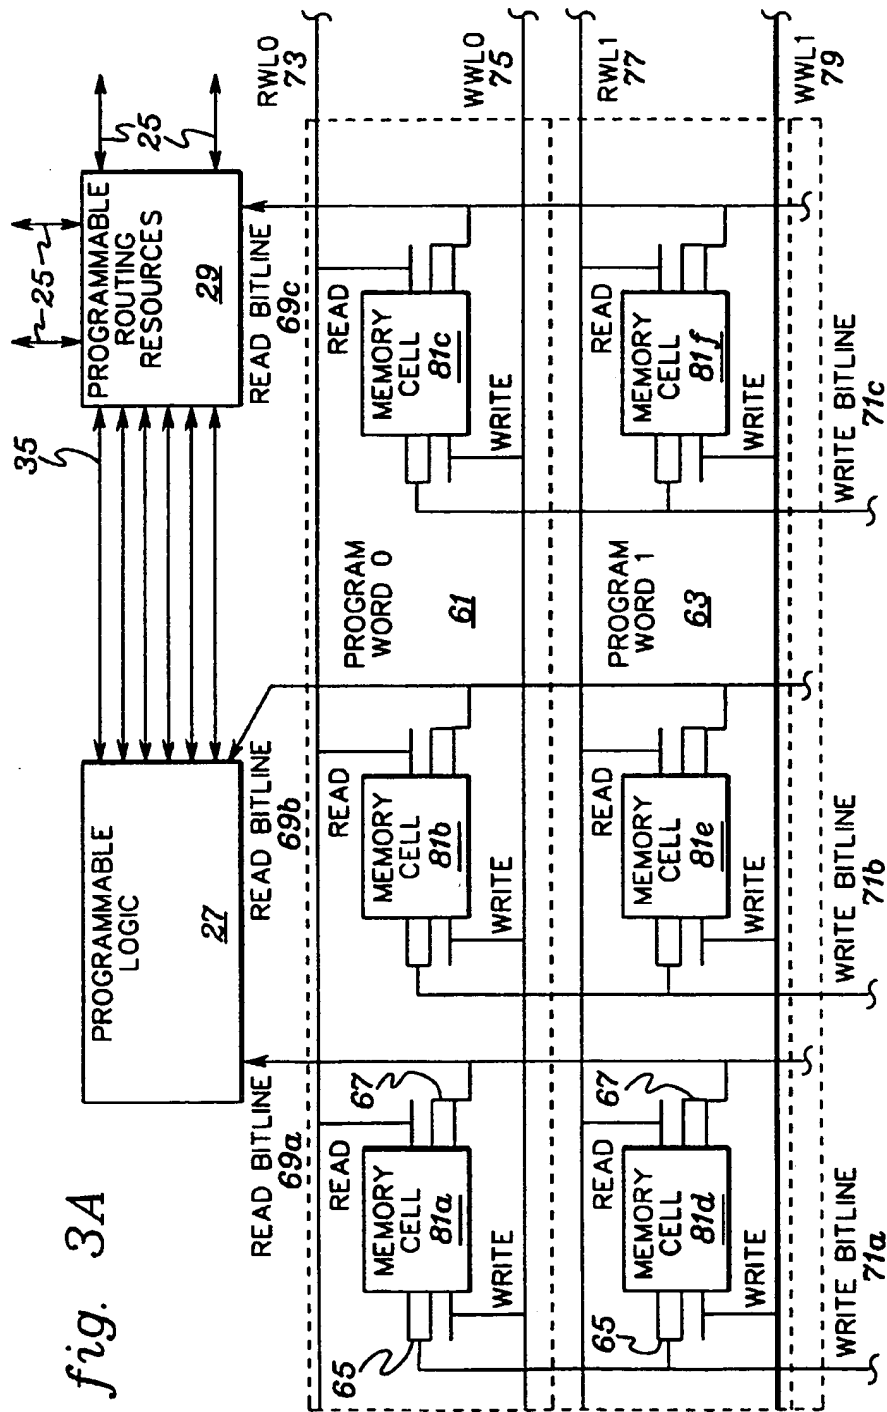 fig. 3A
PROGRAMMABLE
LOGIC
27
35
PROGRAMMABLE
ROUTING
RESOURCES
29
25
25
READ BITLINE
69a
READ BITLINE
69b
READ BITLINE
69c
RWL0
73
READ
READ
READ
67
65
MEMORY
CELL
81a
MEMORY
CELL
81b
PROGRAM
WORD 0
61
MEMORY
CELL
81c
WRITE
WRITE
WRITE
WWL0
75
RWL1
77
READ
READ
READ
67
65
MEMORY
CELL
81d
MEMORY
CELL
81e
PROGRAM
WORD 1
63
MEMORY
CELL
81f
WRITE
WRITE
WRITE
WWL1
79
WRITE BITLINE
71a
WRITE BITLINE
71b
WRITE BITLINE
71c